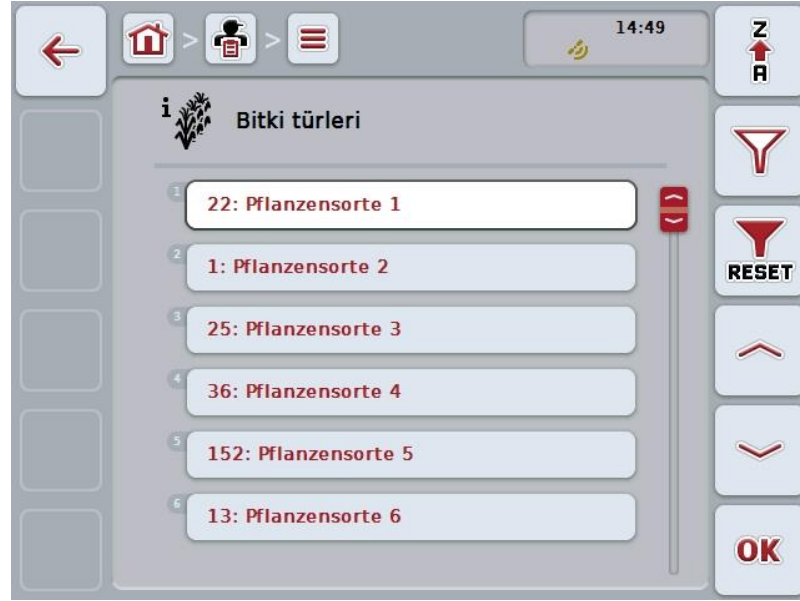 14:49
Z
A
i
Bitki türleri
1
22: Pflanzensorte 1
2
1: Pflanzensorte 2
RESET
3
25: Pflanzensorte 3
4
36: Pflanzensorte 4
5
152: Pflanzensorte 5
6
13: Pflanzensorte 6
OK